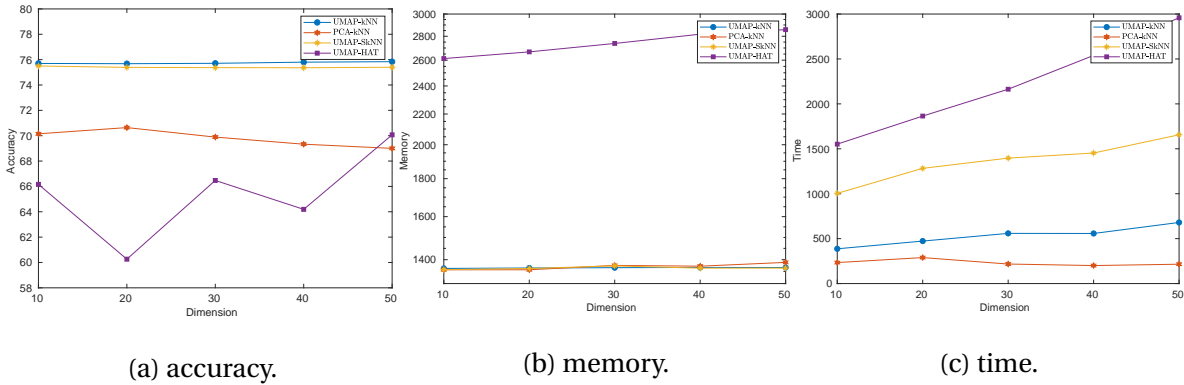 80
78
76
74
72
70
68
66
64
62
60
58
10
20
30
40
50
Dimension
Accuracy
UMAP-kNN
PCA-kNN
UMAP-SkNN
UMAP-HAT
(a) accuracy.
3000
2800
2600
2400
2200
2000
1800
1600
1400
10
20
30
40
50
Dimension
Memory
UMAP-kNN
PCA-kNN
UMAP-SkNN
UMAP-HAT
(b) memory.
3000
2500
2000
1500
1000
500
0
10
20
30
40
50
Dimension
Time
UMAP-kNN
PCA-kNN
UMAP-SkNN
UMAP-HAT
(c) time.